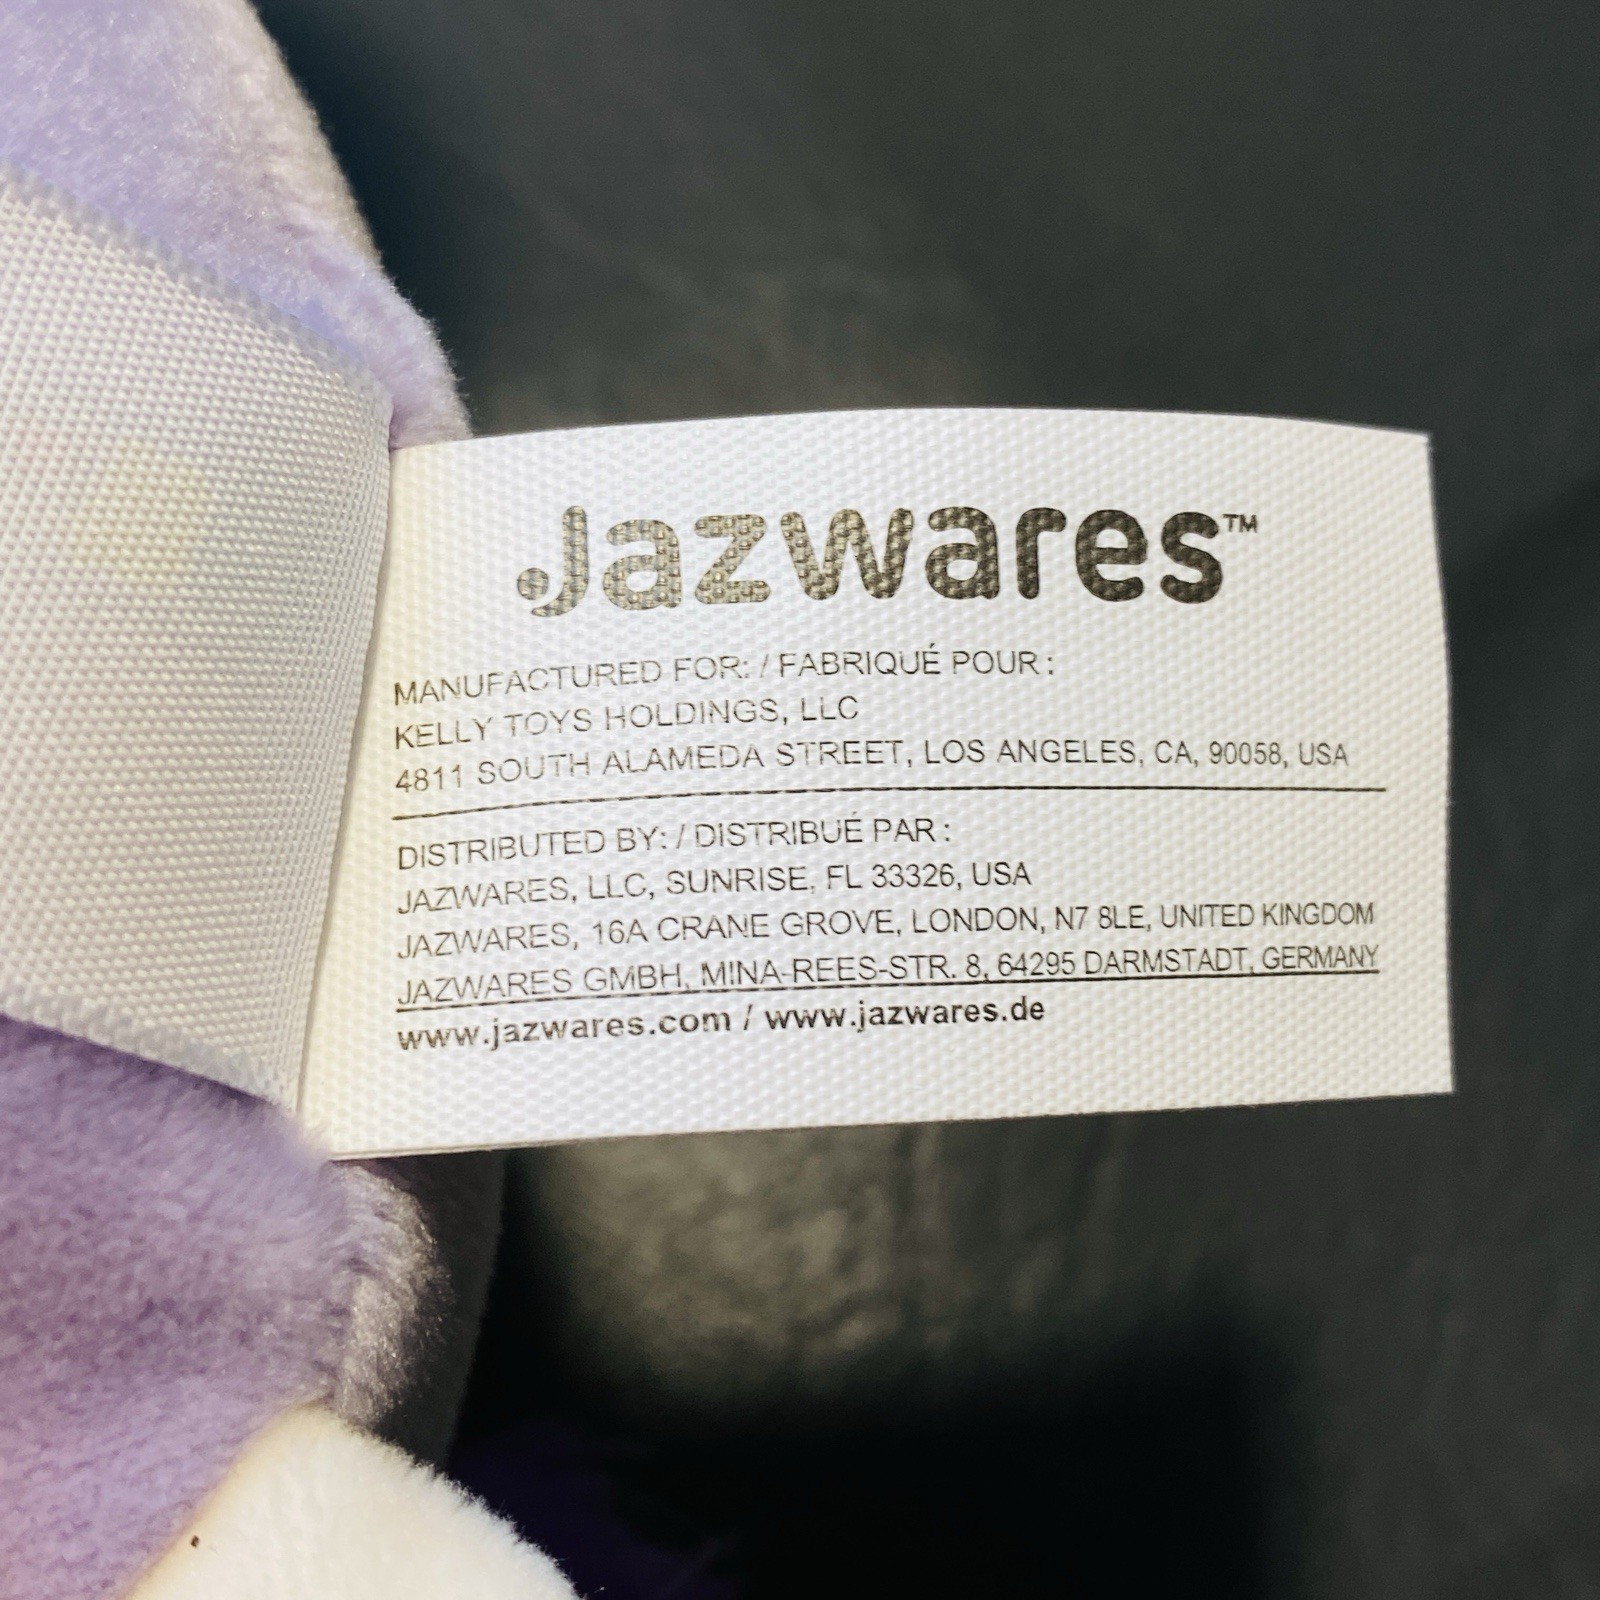 Jazwares™
MANUFACTURED FOR: / FABRIQUÉ POUR :
KELLY TOYS HOLDINGS, LLC
4811 SOUTH ALAMEDA STREET, LOS ANGELES, CA, 90058, USA
DISTRIBUTED BY: / DISTRIBUÉ PAR :
JAZWARES, LLC, SUNRISE, FL 33326, USA
JAZWARES, 16A CRANE GROVE, LONDON, N7 8LE, UNITED KINGDOM
JAZWARES GMBH, MINA-REES-STR. 8, 64295 DARMSTADT, GERMANY
www.jazwares.com / www.jazwares.de